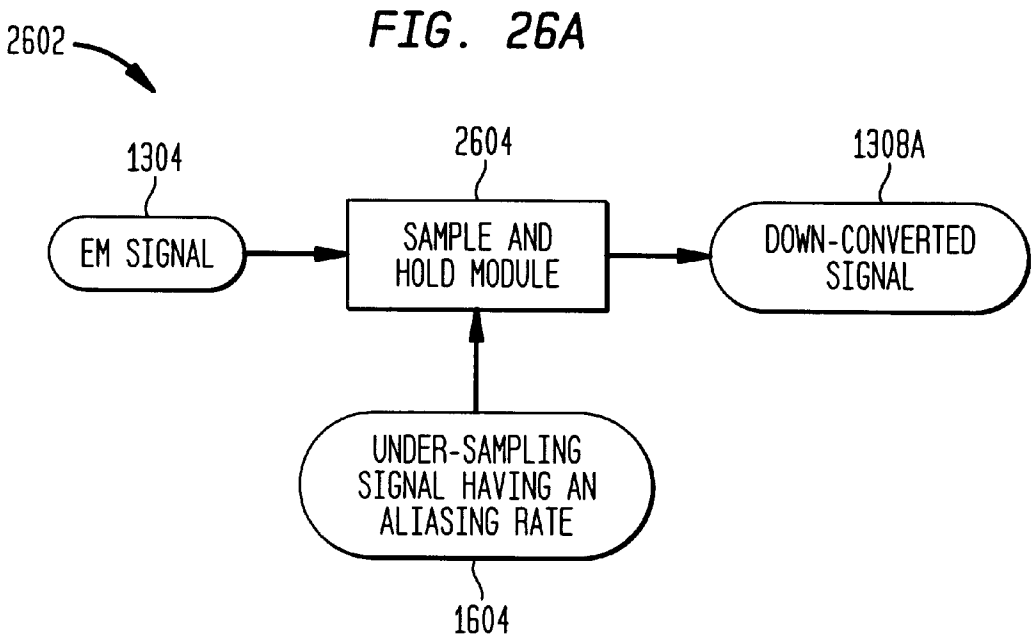 FIG. 26A
2602
1304
EM SIGNAL
2604
SAMPLE AND
HOLD MODULE
1308A
DOWN-CONVERTED
SIGNAL
UNDER-SAMPLING
SIGNAL HAVING AN
ALIASING RATE
1604